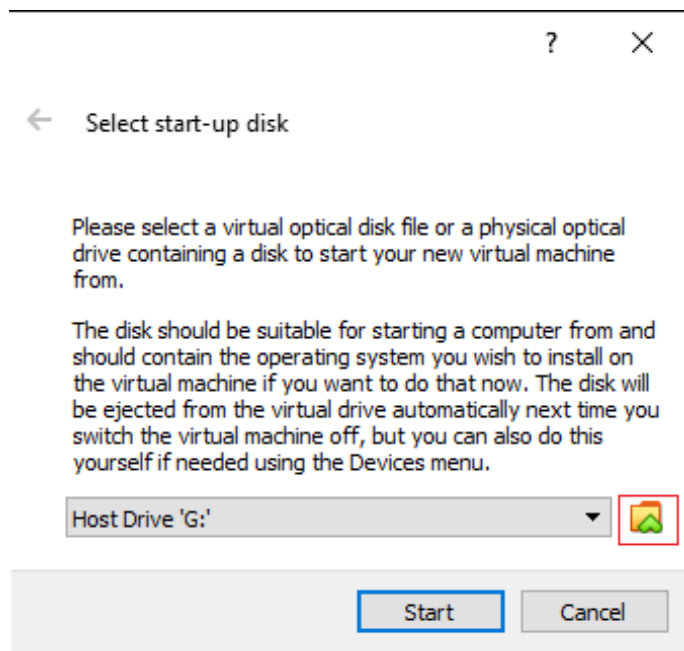 ?
Select start-up disk
Please select a virtual optical disk file or a physical optical
drive containing a disk to start your new virtual machine
from.
The disk should be suitable for starting a computer from and
should contain the operating system you wish to install on
the virtual machine if you want to do that now. The disk will
be ejected from the virtual drive automatically next time you
switch the virtual machine off, but you can also do this
yourself if needed using the Devices menu.
Host Drive 'G:'
Start Cancel